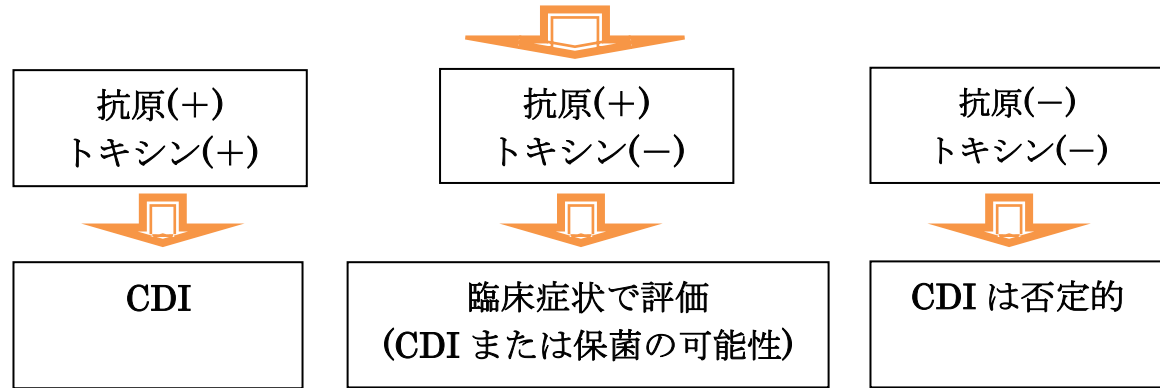 抗原(+)
トキシン(+)
抗原(+)
トキシン(−)
抗原(−)
トキシン(−)
CDI
臨床症状で評価
(CDI または保菌の可能性)
CDI は否定的